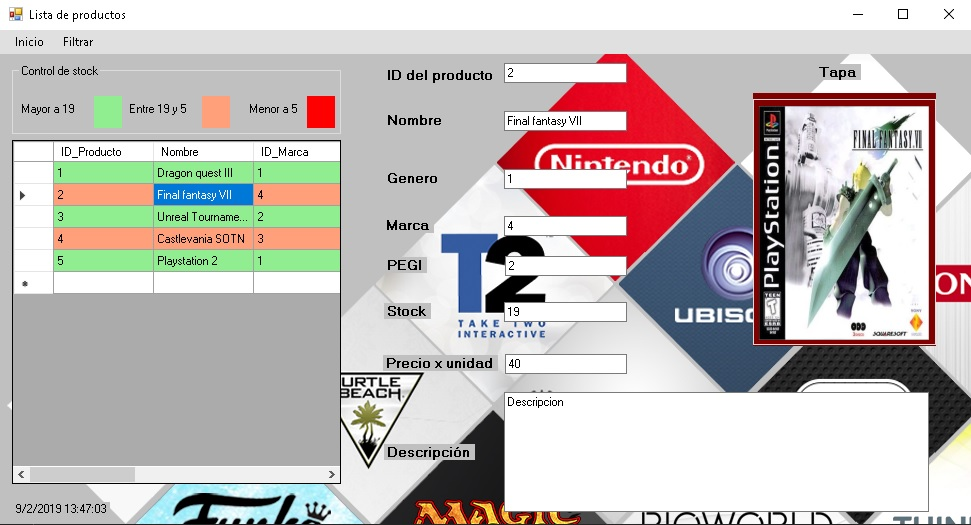 Lista de productos
Inicio Filtrar
Control de stock
Mayor a 19 Entre 19 y 5 Menor a 5
ID_Producto Nombre ID_Marca
1 Dragon quest III 1
2 Final fantasy VII 4
3 Unreal Tourname... 2
4 Castlevania SOTN 3
5 Playstation 2 1
9/2/2019 13:47:03
ID del producto 2
Nombre Final fantasy VII
Genero 1
Marca 4
PEGI 2
Stock 19
Precio x unidad 40
Descripción Descripcion
Tapa
PlayStation
FINAL FANTASY VII
TEEN
SQUARESOFT
Nintendo
T2
TAKE TWO
INTERACTIVE
UBISO
URTLE
BEACH
Funko
MAGIC
BIOWORLD
THIN
ON